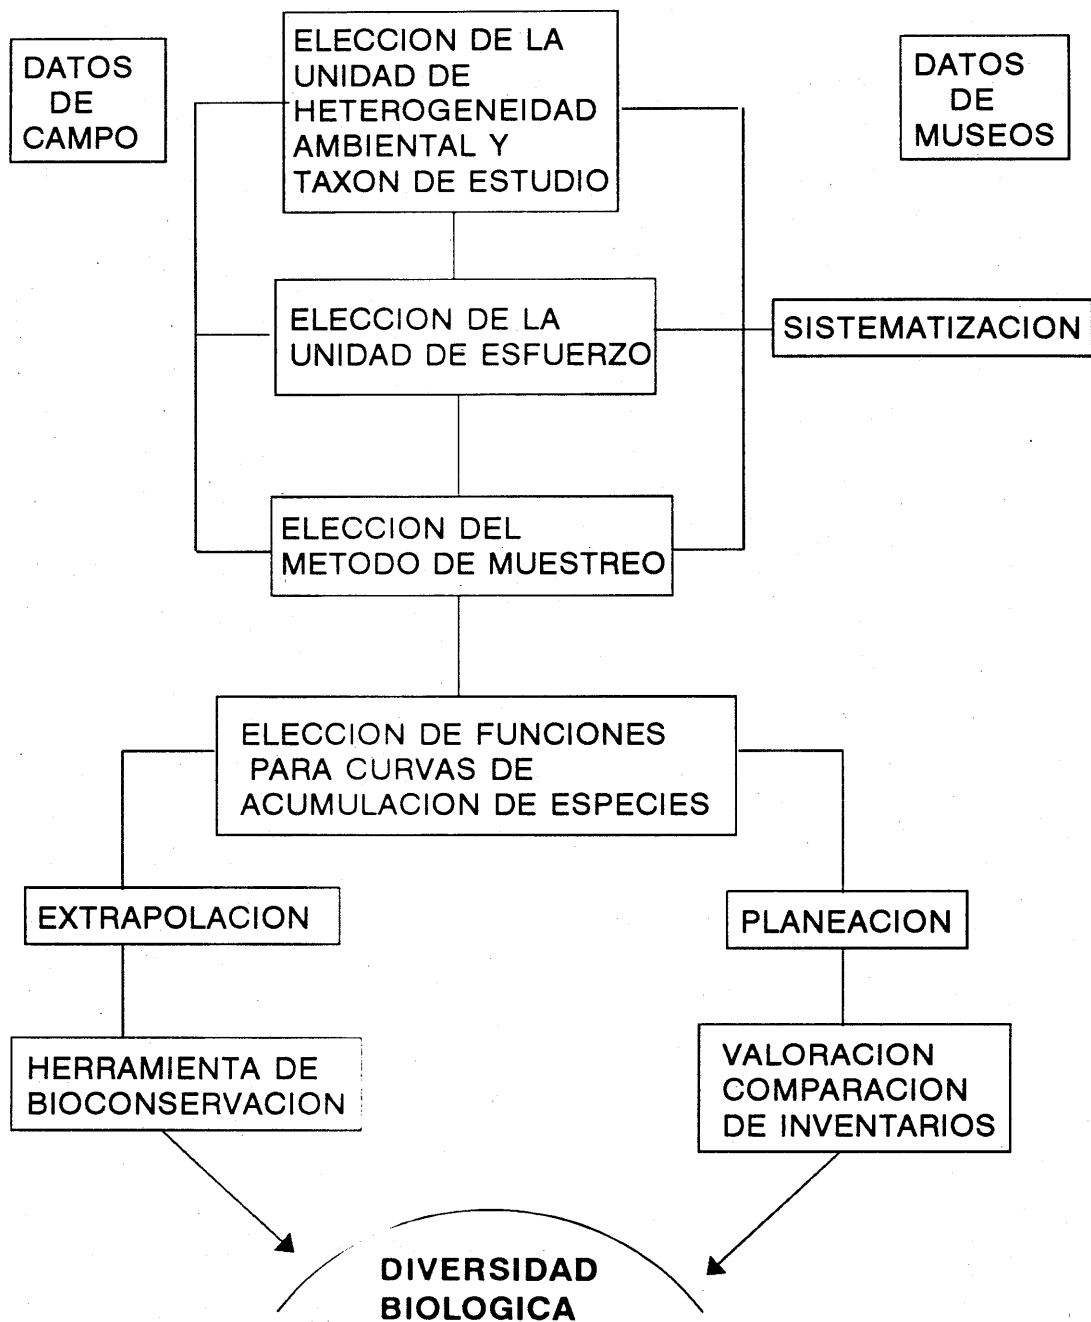 DATOS
DE
CAMPO
ELECCION DE LA
UNIDAD DE
HETEROGENEIDAD
AMBIENTAL Y
TAXON DE ESTUDIO
DATOS
DE
MUSEOS
ELECCION DE LA
UNIDAD DE ESFUERZO
SISTEMATIZACION
ELECCION DEL
METODO DE MUESTREO
ELECCION DE FUNCIONES
PARA CURVAS DE
ACUMULACION DE ESPECIES
EXTRAPOLACION
PLANEACION
HERRAMIENTA DE
BIOCONSERVACION
VALORACION
COMPARACION
DE INVENTARIOS
DIVERSIDAD
BIOLOGICA